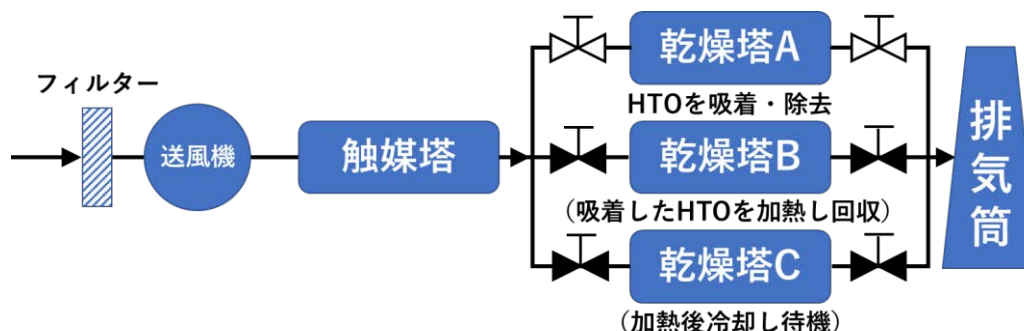 フィルター
送風機
触媒塔
乾燥塔A
HTOを吸着・除去
乾燥塔B
（吸着したHTOを加熱し回収）
乾燥塔C
（加熱後冷却し待機）
排気筒